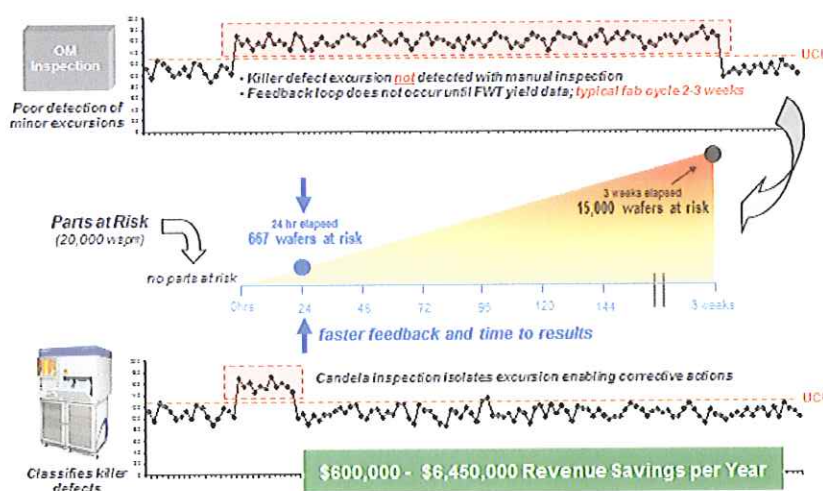 OM
Inspection
Poor detection of
minor excursions
UCL
• Killer defect excursion not detected with manual inspection
• Feedback loop does not occur until FWT yield data; typical fab cycle 2-3 weeks
Parts at Risk
(20,000 wspm)
no parts at risk
24 hr elapsed
667 wafers at risk
3 weeks elapsed
15,000 wafers at risk
0hrs 24 48 72 96 120 144 3 weeks
faster feedback and time to results
Candela inspection isolates excursion enabling corrective actions
UCL
Classifies killer
defects
$600,000 - $6,450,000 Revenue Savings per Year